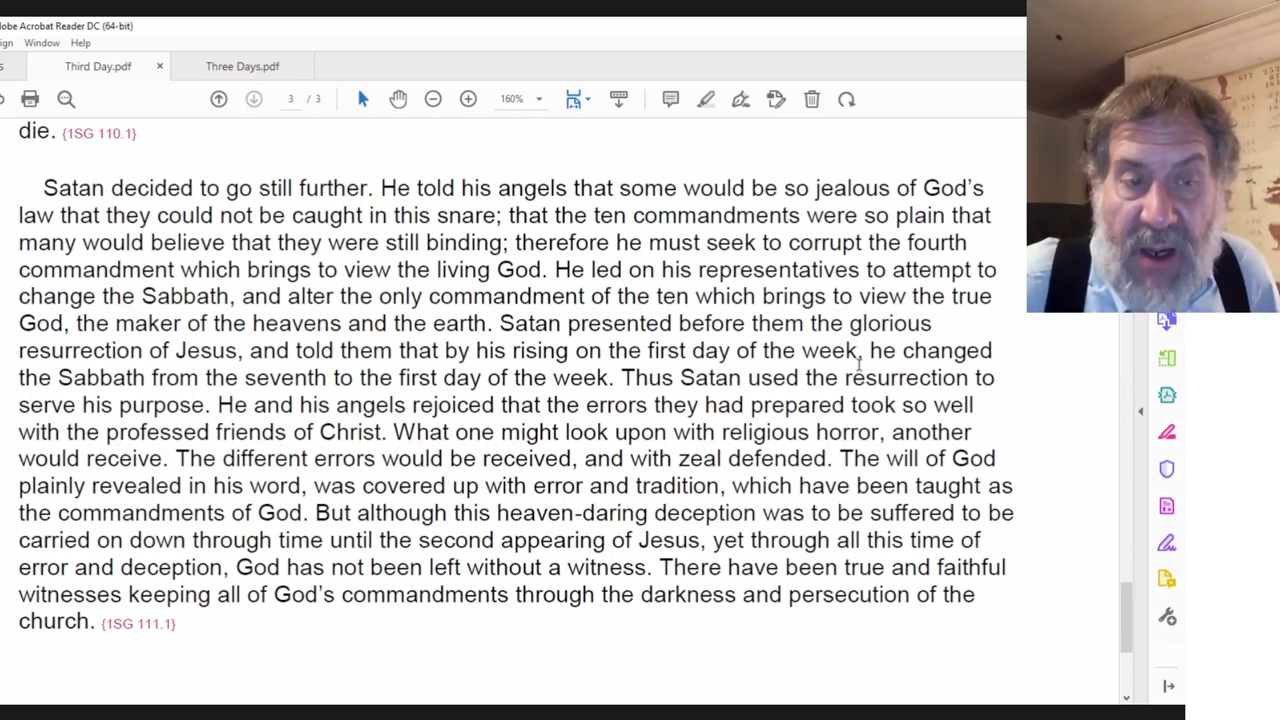 dobe Acrobat Reader DC (64-bit)
ign Window Help
s Third Day.pdf × Three Days.pdf
3 / 3 160%
die. {1SG 110.1}
Satan decided to go still further. He told his angels that some would be so jealous of God's
law that they could not be caught in this snare; that the ten commandments were so plain that
many would believe that they were still binding; therefore he must seek to corrupt the fourth
commandment which brings to view the living God. He led on his representatives to attempt to
change the Sabbath, and alter the only commandment of the ten which brings to view the true
God, the maker of the heavens and the earth. Satan presented before them the glorious
resurrection of Jesus, and told them that by his rising on the first day of the week, he changed
the Sabbath from the seventh to the first day of the week. Thus Satan used the resurrection to
serve his purpose. He and his angels rejoiced that the errors they had prepared took so well
with the professed friends of Christ. What one might look upon with religious horror, another
would receive. The different errors would be received, and with zeal defended. The will of God
plainly revealed in his word, was covered up with error and tradition, which have been taught as
the commandments of God. But although this heaven-daring deception was to be suffered to be
carried on down through time until the second appearing of Jesus, yet through all this time of
error and deception, God has not been left without a witness. There have been true and faithful
witnesses keeping all of God's commandments through the darkness and persecution of the
church. {1SG 111.1}